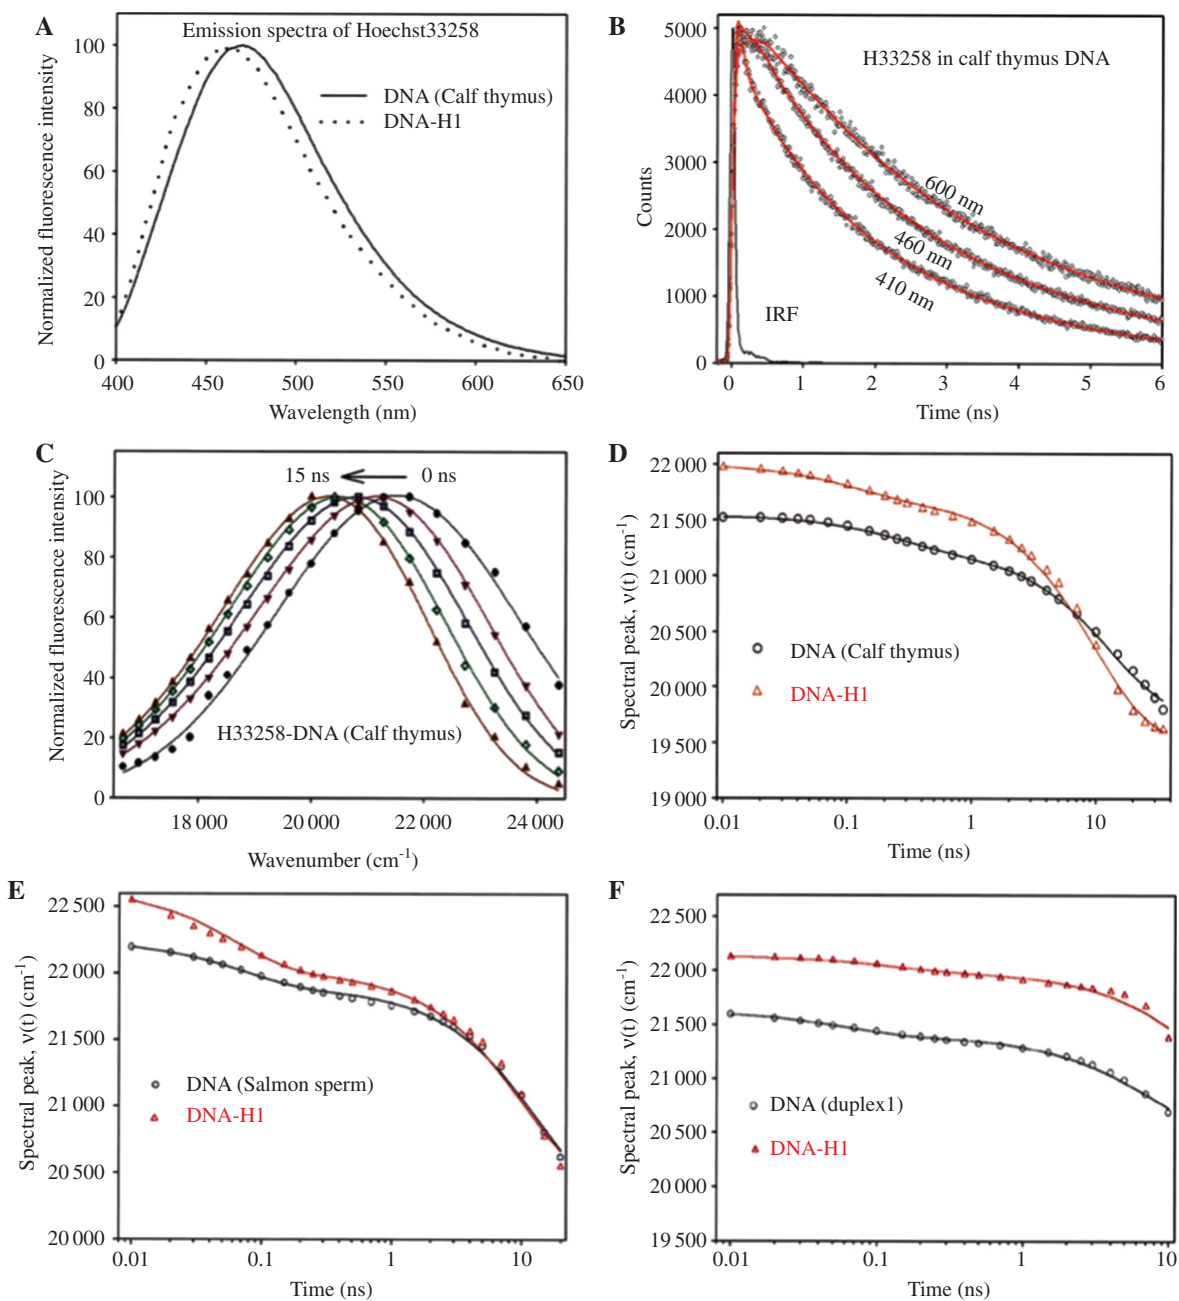 A
Emission spectra of Hoechst33258
Normalized fluorescence intensity
100
80
60
40
20
0
DNA (Calf thymus)
DNA-H1
400 450 500 550 600 650
Wavelength (nm)
B
H33258 in calf thymus DNA
Counts
5000
4000
3000
2000
1000
0
600 nm
460 nm
410 nm
IRF
0 1 2 3 4 5 6
Time (ns)
C
15 ns 0 ns
Normalized fluorescence intensity
100
80
60
40
20
0
H33258-DNA (Calf thymus)
18 000 20 000 22 000 24 000
Wavenumber (cm⁻¹)
D
Spectral peak, ν(t) (cm⁻¹)
22 000
21 500
21 000
20 500
20 000
19 500
19 000
DNA (Calf thymus)
DNA-H1
0.01 0.1 1 10
Time (ns)
E
Spectral peak, ν(t) (cm⁻¹)
22 500
22 000
21 500
21 000
20 500
20 000
DNA (Salmon sperm)
DNA-H1
0.01 0.1 1 10
Time (ns)
F
Spectral peak, ν(t) (cm⁻¹)
22 500
22 000
21 500
21 000
20 500
20 000
19 500
DNA (duplex1)
DNA-H1
0.01 0.1 1 10
Time (ns)